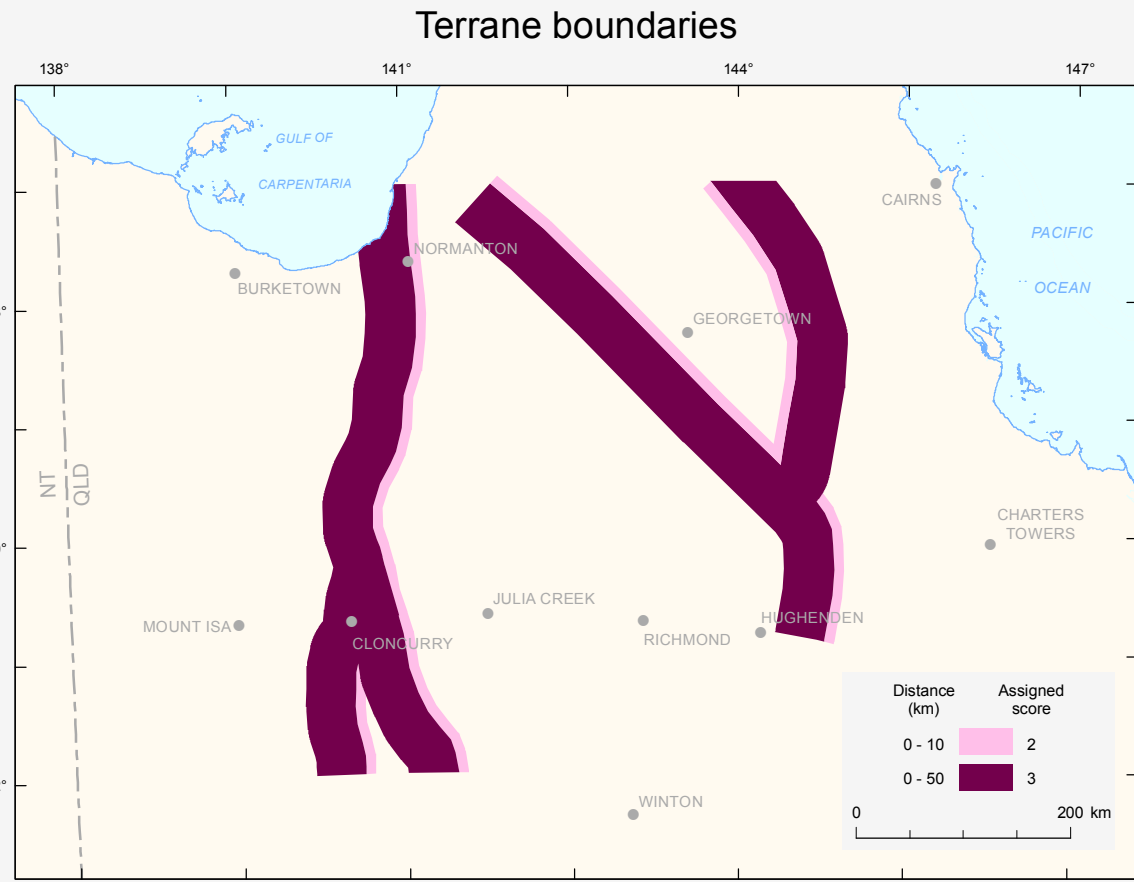 Terrane boundaries
138°
141°
144°
147°
GULF OF
CARPENTARIA
CAIRNS
PACIFIC
OCEAN
NORMANTON
BURKETOWN
GEORGETOWN
NT
QLD
CHARTERS
TOWERS
JULIA CREEK
MOUNT ISA
CLONCURRY
RICHMOND
HUGHENDEN
WINTON
Distance
(km)
Assigned
score
0 - 10
2
0 - 50
3
0
200 km